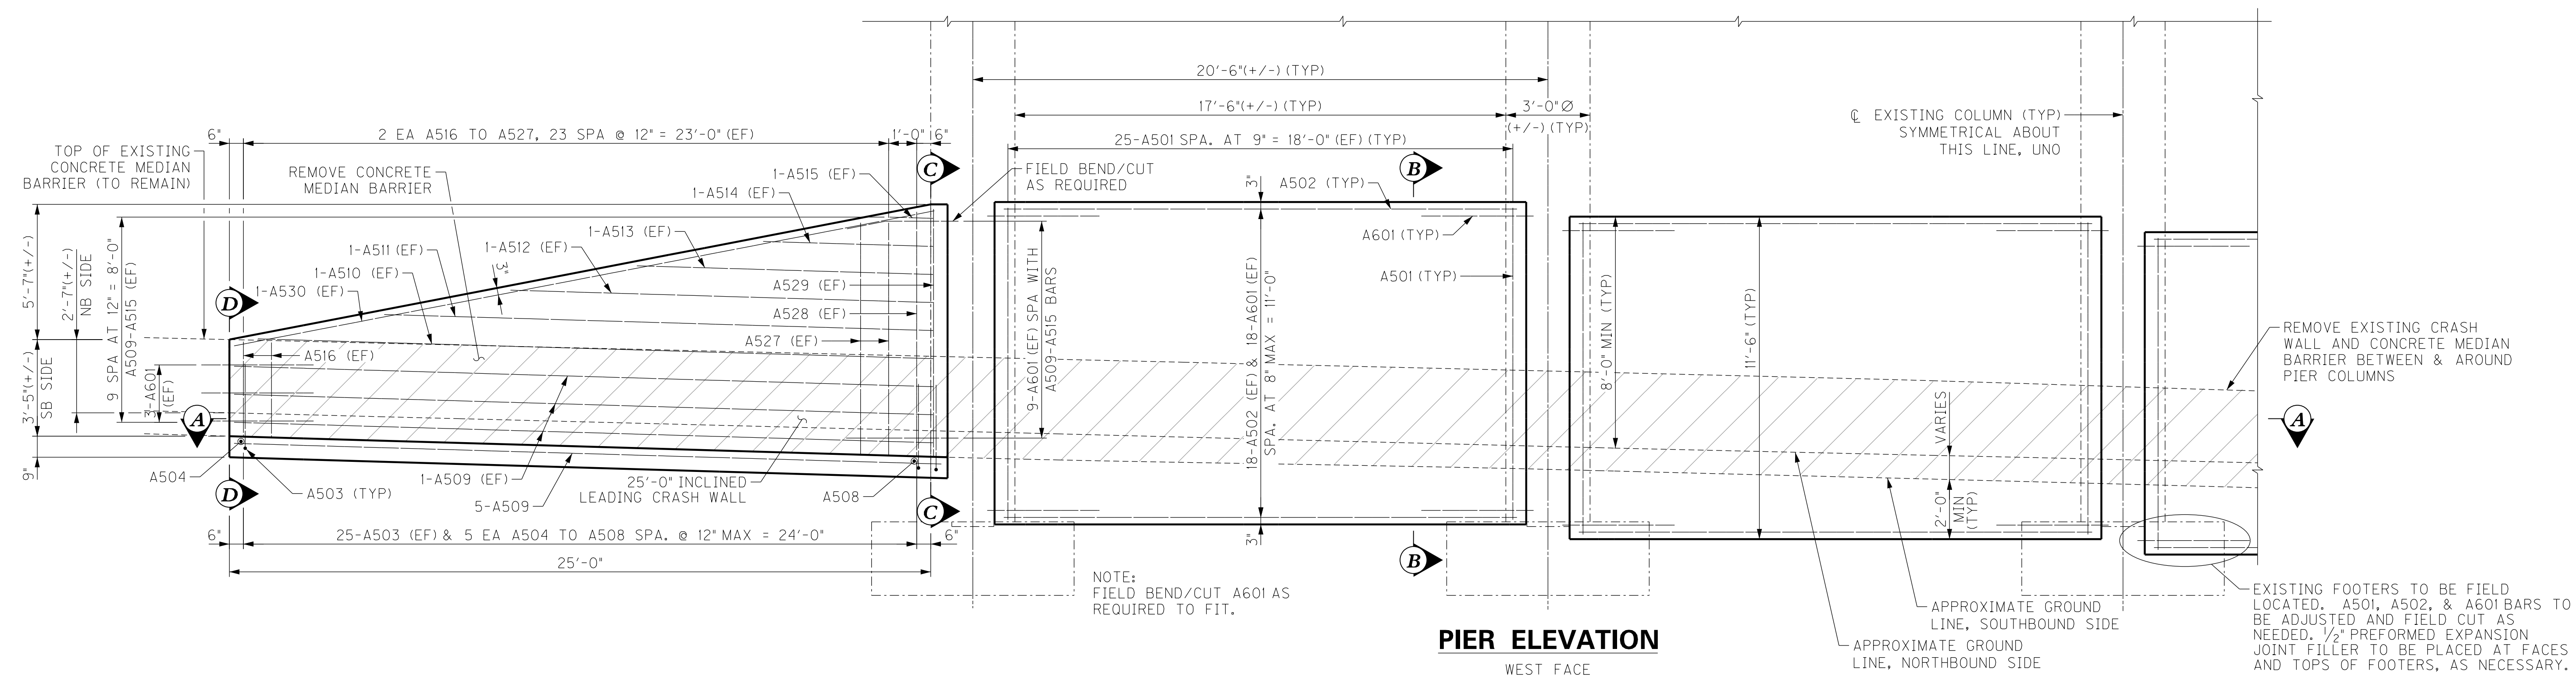 20'-6"(+/-) (TYP)
17'-6"(+/-) (TYP)
3'-0"Ø
(+/-) (TYP)
25-A501 SPA. AT 9" = 18'-0" (EF) (TYP)
℄ EXISTING COLUMN (TYP)
SYMMETRICAL ABOUT
THIS LINE, UNO
6"
2 EA A516 TO A527, 23 SPA @ 12" = 23'-0" (EF)
1'-0"
6"
TOP OF EXISTING
CONCRETE MEDIAN
BARRIER (TO REMAIN)
REMOVE CONCRETE
MEDIAN BARRIER
1-A515 (EF)
1-A514 (EF)
1-A513 (EF)
1-A512 (EF)
1-A511 (EF)
1-A510 (EF)
1-A530 (EF)
3"
C
FIELD BEND/CUT
AS REQUIRED
B
3"
A502 (TYP)
A601 (TYP)
A501 (TYP)
5'-7"(+/-)
2'-7"(+/-)
NB SIDE
9 SPA AT 12" = 8'-0"
A509-A515 (EF)
3'-5"(+/-)
SB SIDE
3-A601
(EF)
9"
D
A529 (EF)
A528 (EF)
A527 (EF)
A516 (EF)
9-A601 (EF) SPA WITH
A509-A515 BARS
18-A502 (EF) & 18-A601 (EF)
SPA. AT 8" MAX = 11'-0"
8'-0" MIN (TYP)
11'-6" (TYP)
VARIES
2'-0"
MIN
(TYP)
REMOVE EXISTING CRASH
WALL AND CONCRETE MEDIAN
BARRIER BETWEEN & AROUND
PIER COLUMNS
A
A
A504
D
A503 (TYP)
1-A509 (EF)
5-A509
25'-0" INCLINED
LEADING CRASH WALL
A508
C
6"
25-A503 (EF) & 5 EA A504 TO A508 SPA. @ 12" MAX = 24'-0"
6"
25'-0"
3"
B
NOTE:
FIELD BEND/CUT A601 AS
REQUIRED TO FIT.
APPROXIMATE GROUND
LINE, SOUTHBOUND SIDE
APPROXIMATE GROUND
LINE, NORTHBOUND SIDE
EXISTING FOOTERS TO BE FIELD
LOCATED. A501, A502, & A601 BARS TO
BE ADJUSTED AND FIELD CUT AS
NEEDED. 1/2" PREFORMED EXPANSION
JOINT FILLER TO BE PLACED AT FACES
AND TOPS OF FOOTERS, AS NECESSARY.
PIER ELEVATION
WEST FACE